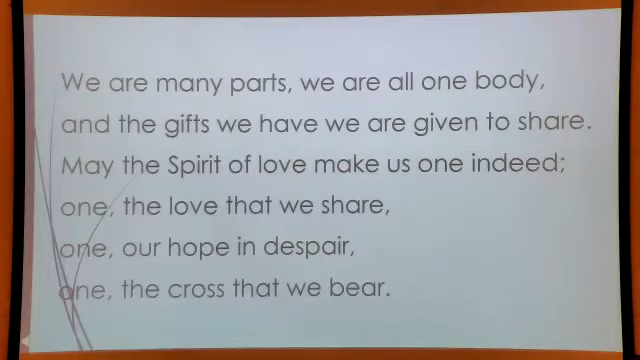 We are many parts, we are all one body,
and the gifts we have we are given to share.
May the Spirit of love make us one indeed;
one, the love that we share,
one, our hope in despair,
one, the cross that we bear.